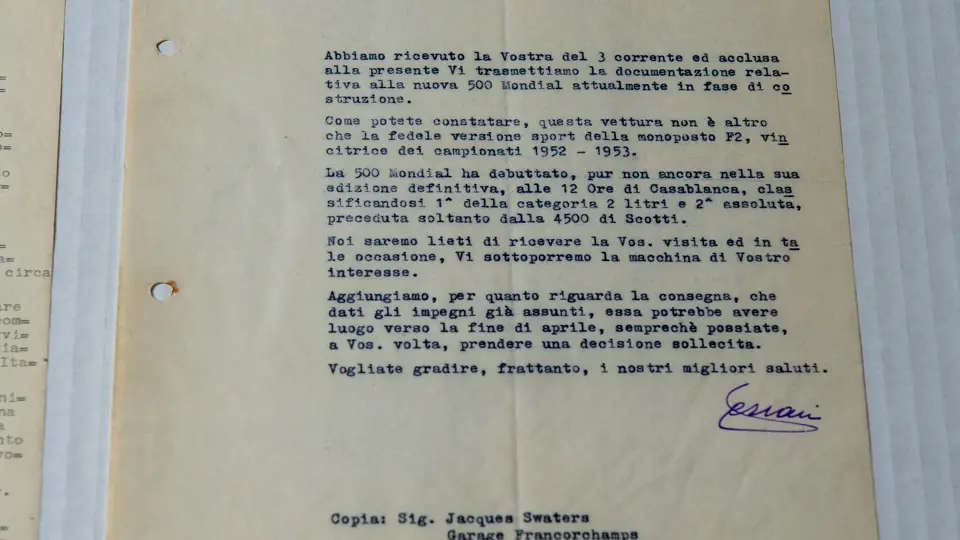 Abbiamo ricevuto la Vostra del 3 corrente ed acclusa
alla presente Vi trasmettiamo la documentazione rela-
tiva alla nuova 500 Mondial attualmente in fase di co
struzione.
Come potete constatare, questa vettura non è altro
che la fedele versione sport della monoposto F2, vin
citrice dei campionati 1952 - 1953.
La 500 Mondial ha debuttato, pur non ancora nella sua
edizione definitiva, alle 12 Ore di Casablanca, clas
sificandosi 1^ della categoria 2 litri e 2^ assoluta,
preceduta soltanto dalla 4500 di Scotti.
Noi saremo lieti di ricevere la Vos. visita ed in ta
le occasione, Vi sottoporremo la macchina di Vostro
interesse.
Aggiungiamo, per quanto riguarda la consegna, che
dati gli impegni già assunti, essa potrebbe avere
luogo verso la fine di aprile, semprechè possiate,
a Vos. volta, prendere una decisione sollecita.
Vogliate gradire, frattanto, i nostri migliori saluti.
Ferrari
Copia: Sig. Jacques Swaters
Garage Francorchamps
circa